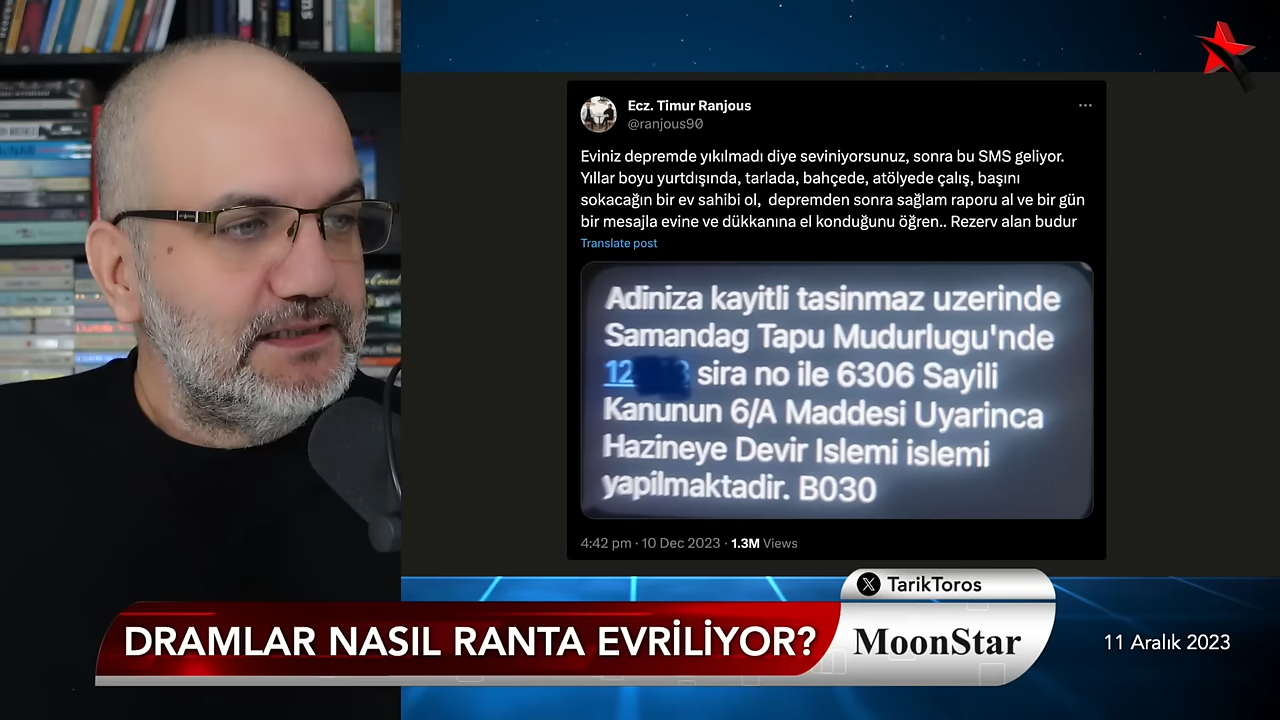 Ecz. Timur Ranjous
@ranjous90
Eviniz depremde yıkılmadı diye seviniyorsunuz, sonra bu SMS geliyor.
Yıllar boyu yurtdışında, tarlada, bahçede, atölyede çalış, başını
sokacağın bir ev sahibi ol, depremden sonra sağlam raporu al ve bir gün
bir mesajla evine ve dükkanına el konduğunu öğren.. Rezerv alan budur
Translate post
Adiniza kayitli tasinmaz uzerinde
Samandag Tapu Mudurlugu'nde
12 3 sira no ile 6306 Sayili
Kanunun 6/A Maddesi Uyarinca
Hazineye Devir Islemi islemi
yapilmaktadir. B030
4:42 pm · 10 Dec 2023 · 1.3M Views
TarikToros
DRAMLAR NASIL RANTA EVRİLİYOR?
MoonStar
11 Aralık 2023